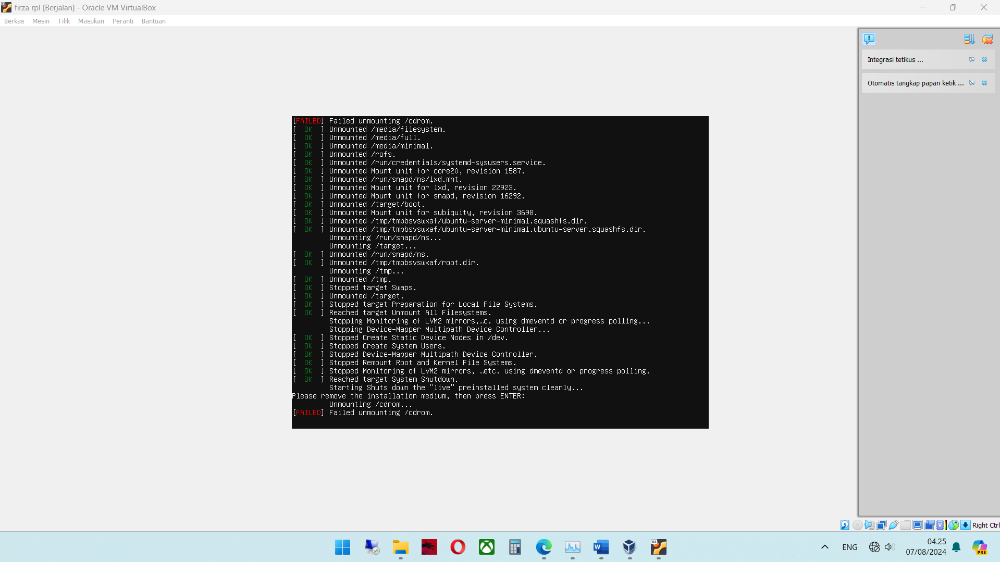 firza rpl [Berjalan] - Oracle VM VirtualBox
Berkas Mesin Tilik Masukan Peranti Bantuan
Integrasi tetikus ...
Otomatis tangkap papan ketik ...
[FAILED] Failed unmounting /cdrom.
[ OK ] Unmounted /media/filesystem.
[ OK ] Unmounted /media/full.
[ OK ] Unmounted /media/minimal.
[ OK ] Unmounted /rofs.
[ OK ] Unmounted /run/credentials/systemd-sysusers.service.
[ OK ] Unmounted Mount unit for core20, revision 1587.
[ OK ] Unmounted /run/snapd/ns/lxd.mnt.
[ OK ] Unmounted Mount unit for lxd, revision 22923.
[ OK ] Unmounted Mount unit for snapd, revision 16292.
[ OK ] Unmounted /target/boot.
[ OK ] Unmounted Mount unit for subiquity, revision 3698.
[ OK ] Unmounted /tmp/tmpbsvswxaf/ubuntu-server-minimal.squashfs.dir.
[ OK ] Unmounted /tmp/tmpbsvswxaf/ubuntu-server-minimal.ubuntu-server.squashfs.dir.
Unmounting /run/snapd/ns...
Unmounting /target...
[ OK ] Unmounted /run/snapd/ns.
[ OK ] Unmounted /tmp/tmpbsvswxaf/root.dir.
Unmounting /tmp...
[ OK ] Unmounted /tmp.
[ OK ] Stopped target Swaps.
[ OK ] Unmounted /target.
[ OK ] Stopped target Preparation for Local File Systems.
[ OK ] Reached target Unmount All Filesystems.
Stopping Monitoring of LVM2 mirrors,…c. using dmeventd or progress polling...
Stopping Device-Mapper Multipath Device Controller...
[ OK ] Stopped Create Static Device Nodes in /dev.
[ OK ] Stopped Create System Users.
[ OK ] Stopped Device-Mapper Multipath Device Controller.
[ OK ] Stopped Remount Root and Kernel File Systems.
[ OK ] Stopped Monitoring of LVM2 mirrors, …etc. using dmeventd or progress polling.
[ OK ] Reached target System Shutdown.
Starting Shuts down the "live" preinstalled system cleanly...
Please remove the installation medium, then press ENTER:
Unmounting /cdrom...
[FAILED] Failed unmounting /cdrom.
Right Ctrl
ENG
04.25
07/08/2024
PRE
64